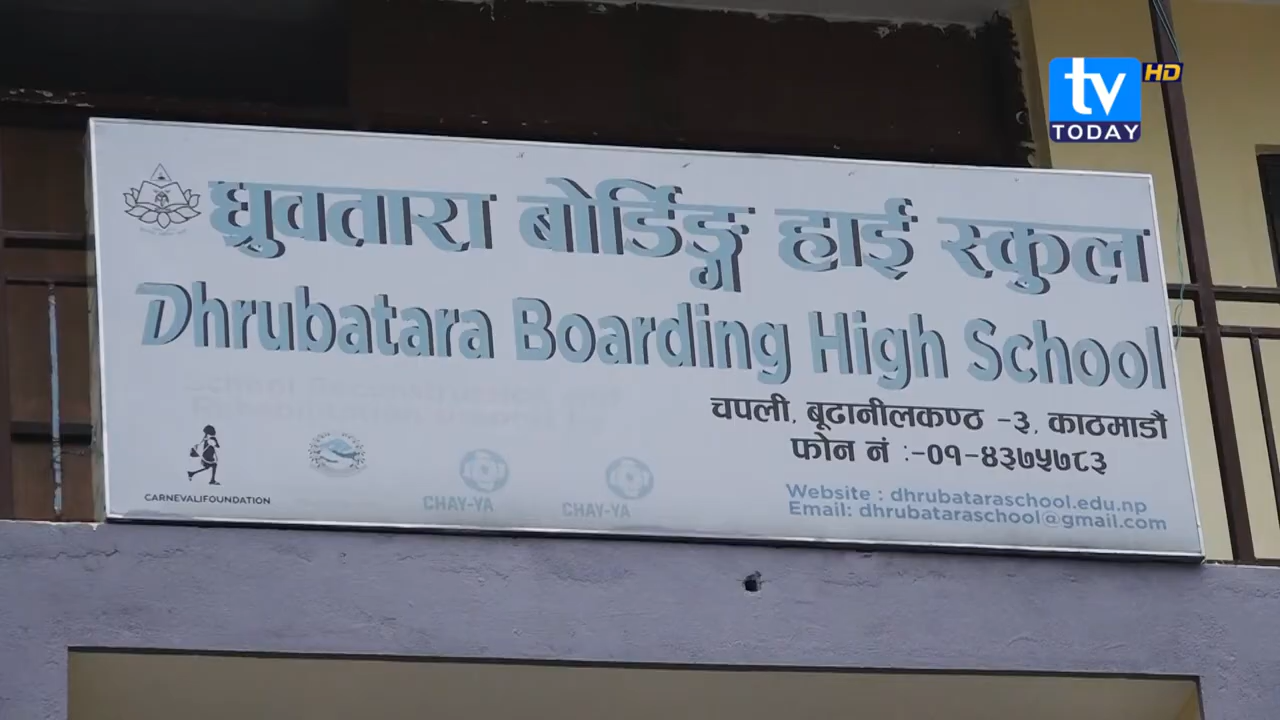 tv HD
TODAY
ध्रुवतारा बोर्डिङ्ग हाई स्कुल
Dhrubatara Boarding High School
चपली, बूढानीलकण्ठ -३, काठमाडौं
फोन नं :-०१-४३७५७८३
Website : dhrubataraschool.edu.np
Email: dhrubataraschool@gmail.com
CARNEVALIFOUNDATION
CHAY-YA
CHAY-YA